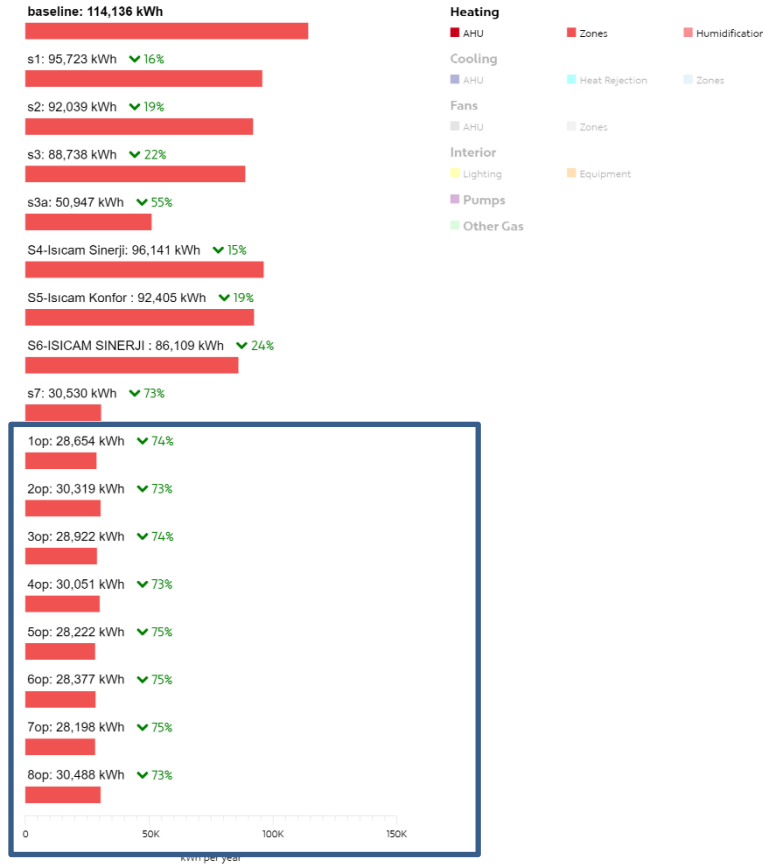 baseline: 114,136 kWh
s1: 95,723 kWh 16%
s2: 92,039 kWh 19%
s3: 88,738 kWh 22%
s3a: 50,947 kWh 55%
S4-Isıcam Sinerji: 96,141 kWh 15%
S5-Isıcam Konfor : 92,405 kWh 19%
S6-ISICAM SINERJI : 86,109 kWh 24%
s7: 30,530 kWh 73%
1op: 28,654 kWh 74%
2op: 30,319 kWh 73%
3op: 28,922 kWh 74%
4op: 30,051 kWh 73%
5op: 28,222 kWh 75%
6op: 28,377 kWh 75%
7op: 28,198 kWh 75%
8op: 30,488 kWh 73%
0 50K 100K 150K
kWh per year
Heating
AHU Zones Humidification
Cooling
AHU Heat Rejection Zones
Fans
AHU Zones
Interior
Lighting Equipment
Pumps
Other Gas